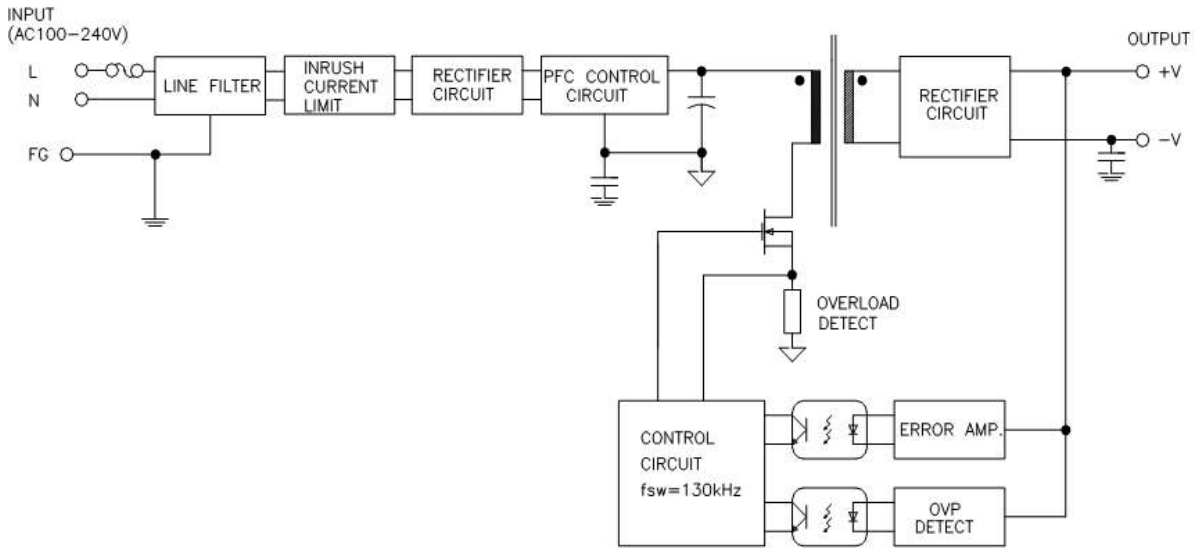 INPUT
(AC100-240V)
OUTPUT
L
N
FG
LINE FILTER
INRUSH
CURRENT
LIMIT
RECTIFIER
CIRCUIT
PFC CONTROL
CIRCUIT
RECTIFIER
CIRCUIT
+V
-V
OVERLOAD
DETECT
CONTROL
CIRCUIT
fsw=130kHz
ERROR AMP.
OVP
DETECT